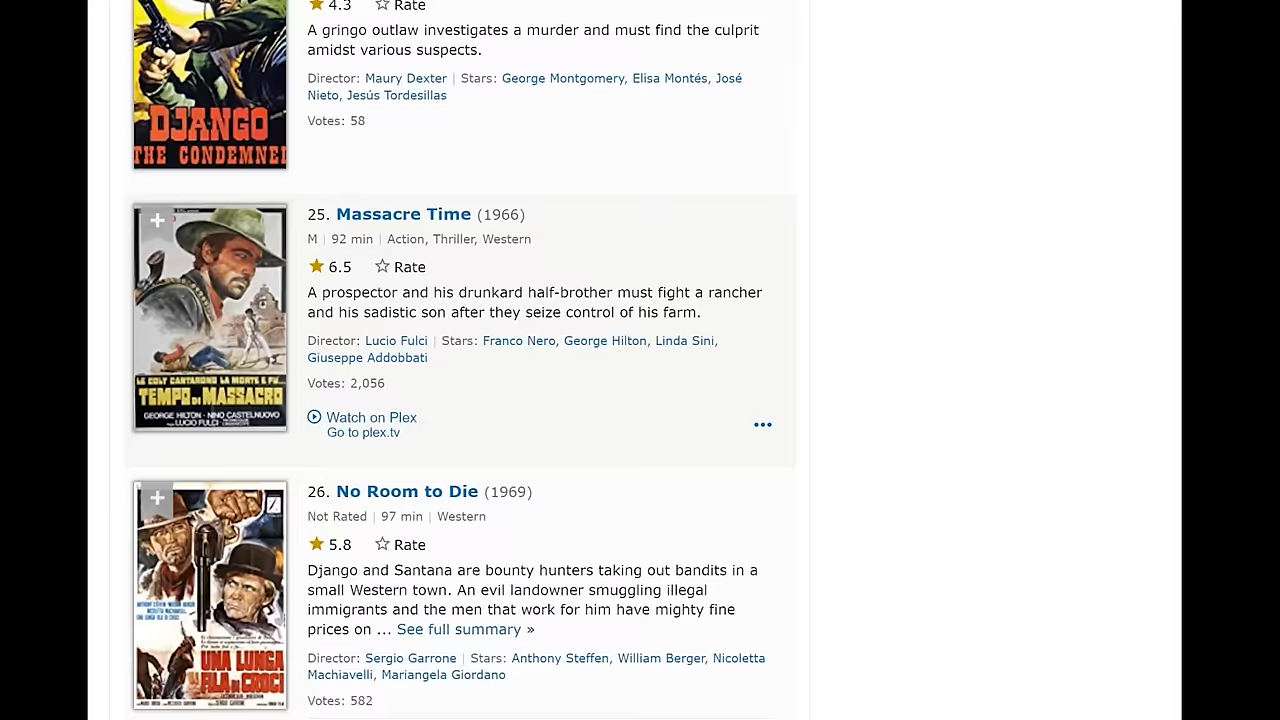 4.3 Rate
A gringo outlaw investigates a murder and must find the culprit
amidst various suspects.
Director: Maury Dexter | Stars: George Montgomery, Elisa Montés, José
Nieto, Jesús Tordesillas
Votes: 58
DJANGO
THE CONDEMNED
25. Massacre Time (1966)
M | 92 min | Action, Thriller, Western
6.5 Rate
A prospector and his drunkard half-brother must fight a rancher
and his sadistic son after they seize control of his farm.
Director: Lucio Fulci | Stars: Franco Nero, George Hilton, Linda Sini,
Giuseppe Addobbati
Votes: 2,056
Watch on Plex
Go to plex.tv
LE COLT CANTARONO LA MORTE E FU...
TEMPO DI MASSACRO
GEORGE HILTON - NINO CASTELNUOVO
LUCIO FULCI
26. No Room to Die (1969)
Not Rated | 97 min | Western
5.8 Rate
Django and Santana are bounty hunters taking out bandits in a
small Western town. An evil landowner smuggling illegal
immigrants and the men that work for him have mighty fine
prices on ... See full summary »
Director: Sergio Garrone | Stars: Anthony Steffen, William Berger, Nicoletta
Machiavelli, Mariangela Giordano
Votes: 582
UNA LUNGA
FILA DI CROCI